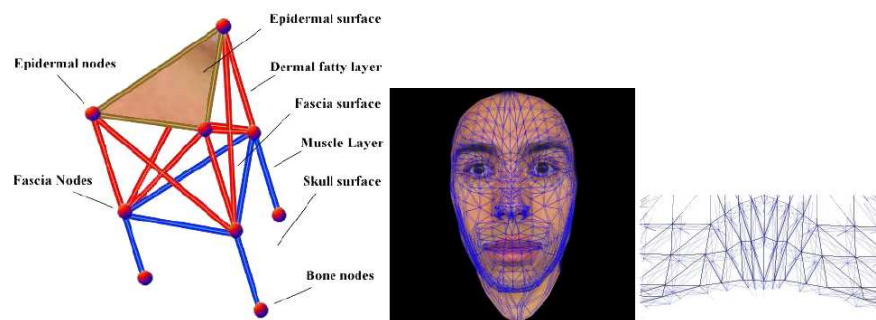 Epidermal surface
Epidermal nodes
Dermal fatty layer
Fascia surface
Muscle Layer
Fascia Nodes
Skull surface
Bone nodes